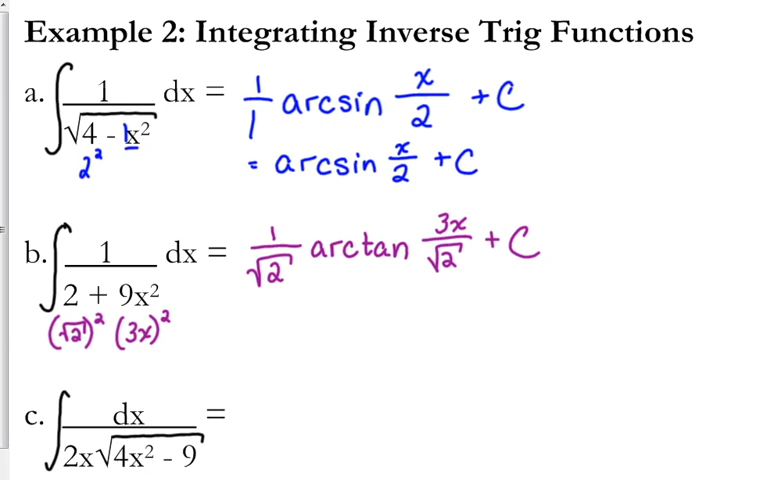 Example 2: Integrating Inverse Trig Functions
a. ∫ 1/√(4 - 1x²) dx = 1/1 arcsin x/2 + C
2²
= arcsin x/2 + C
b. ∫ 1/(2 + 9x²) dx = 1/√2 arctan 3x/√2 + C
(√2)² (3x)²
c. ∫ dx/(2x√(4x² - 9)) =